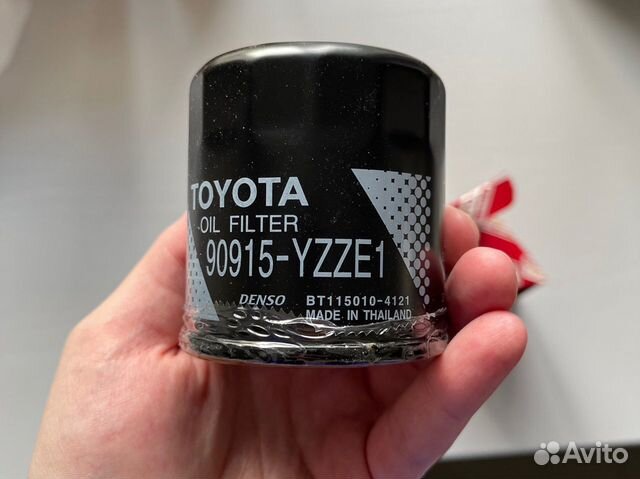 TOYOTA
OIL FILTER
90915-YZZE1
DENSO BT115010-4121
MADE IN THAILAND
Avito